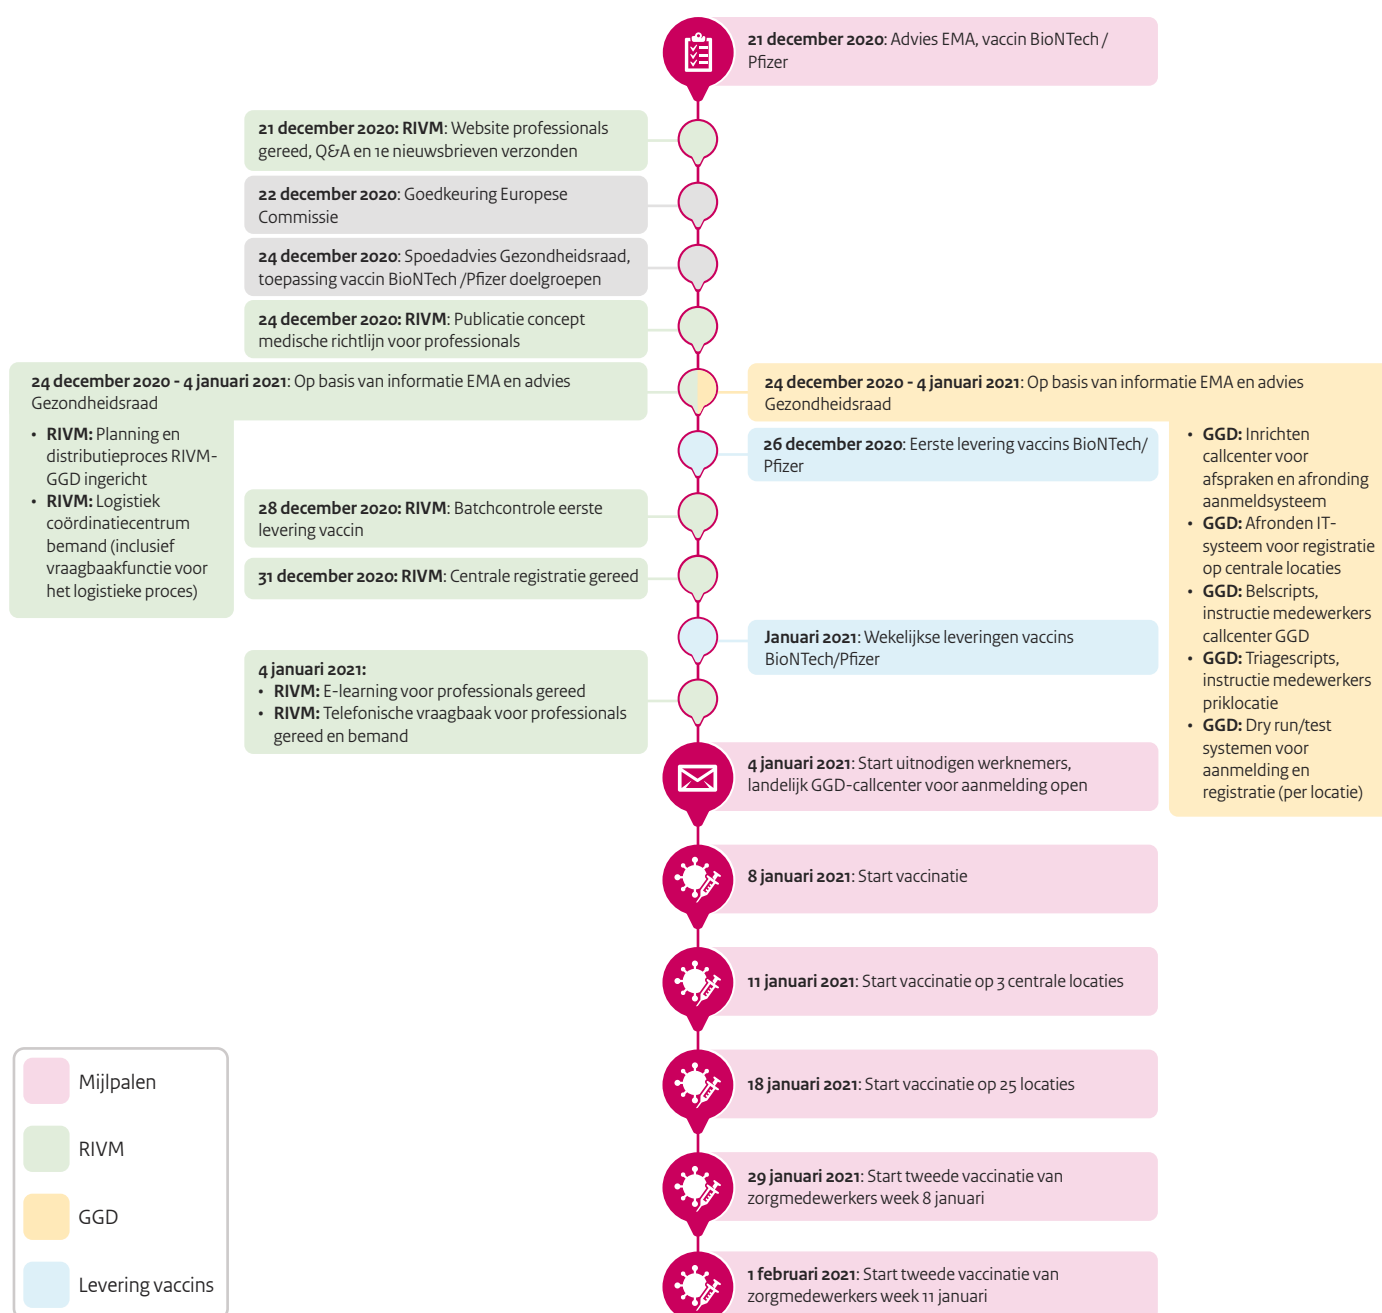 21 december 2020: Advies EMA, vaccin BioNTech /
Pfizer
21 december 2020: RIVM: Website professionals
gereed, Q&A en 1e nieuwsbrieven verzonden
22 december 2020: Goedkeuring Europese
Commissie
24 december 2020: Spoedadvies Gezondheidsraad,
toepassing vaccin BioNTech /Pfizer doelgroepen
24 december 2020: RIVM: Publicatie concept
medische richtlijn voor professionals
24 december 2020 - 4 januari 2021: Op basis van informatie EMA en advies
Gezondheidsraad
• RIVM: Planning en
distributieproces RIVM-
GGD ingericht
• RIVM: Logistiek
coördinatiecentrum
bemand (inclusief
vraagbaakfunctie voor
het logistieke proces)
24 december 2020 - 4 januari 2021: Op basis van informatie EMA en advies
Gezondheidsraad
• GGD: Inrichten
callcenter voor
afspraken en afronding
aanmeldsysteem
• GGD: Afronden IT-
systeem voor registratie
op centrale locaties
• GGD: Belscripts,
instructie medewerkers
callcenter GGD
• GGD: Triagescripts,
instructie medewerkers
priklocatie
• GGD: Dry run/test
systemen voor
aanmelding en
registratie (per locatie)
26 december 2020: Eerste levering vaccins BioNTech/
Pfizer
28 december 2020: RIVM: Batchcontrole eerste
levering vaccin
31 december 2020: RIVM: Centrale registratie gereed
Januari 2021: Wekelijkse leveringen vaccins
BioNTech/Pfizer
4 januari 2021:
• RIVM: E-learning voor professionals gereed
• RIVM: Telefonische vraagbaak voor professionals
gereed en bemand
4 januari 2021: Start uitnodigen werknemers,
landelijk GGD-callcenter voor aanmelding open
8 januari 2021: Start vaccinatie
11 januari 2021: Start vaccinatie op 3 centrale locaties
18 januari 2021: Start vaccinatie op 25 locaties
29 januari 2021: Start tweede vaccinatie van
zorgmedewerkers week 8 januari
1 februari 2021: Start tweede vaccinatie van
zorgmedewerkers week 11 januari
Mijlpalen
RIVM
GGD
Levering vaccins